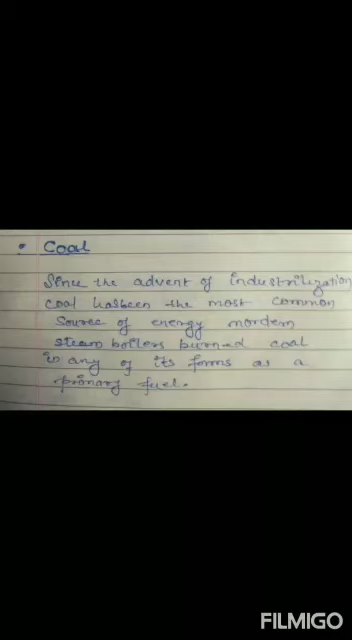 • Coal
Since the advent of industrilization
coal hasbeen the most common
Source of energy mordern
steam boilers burned coal
in any of its forms as a
primary fuel.
FILMIGO